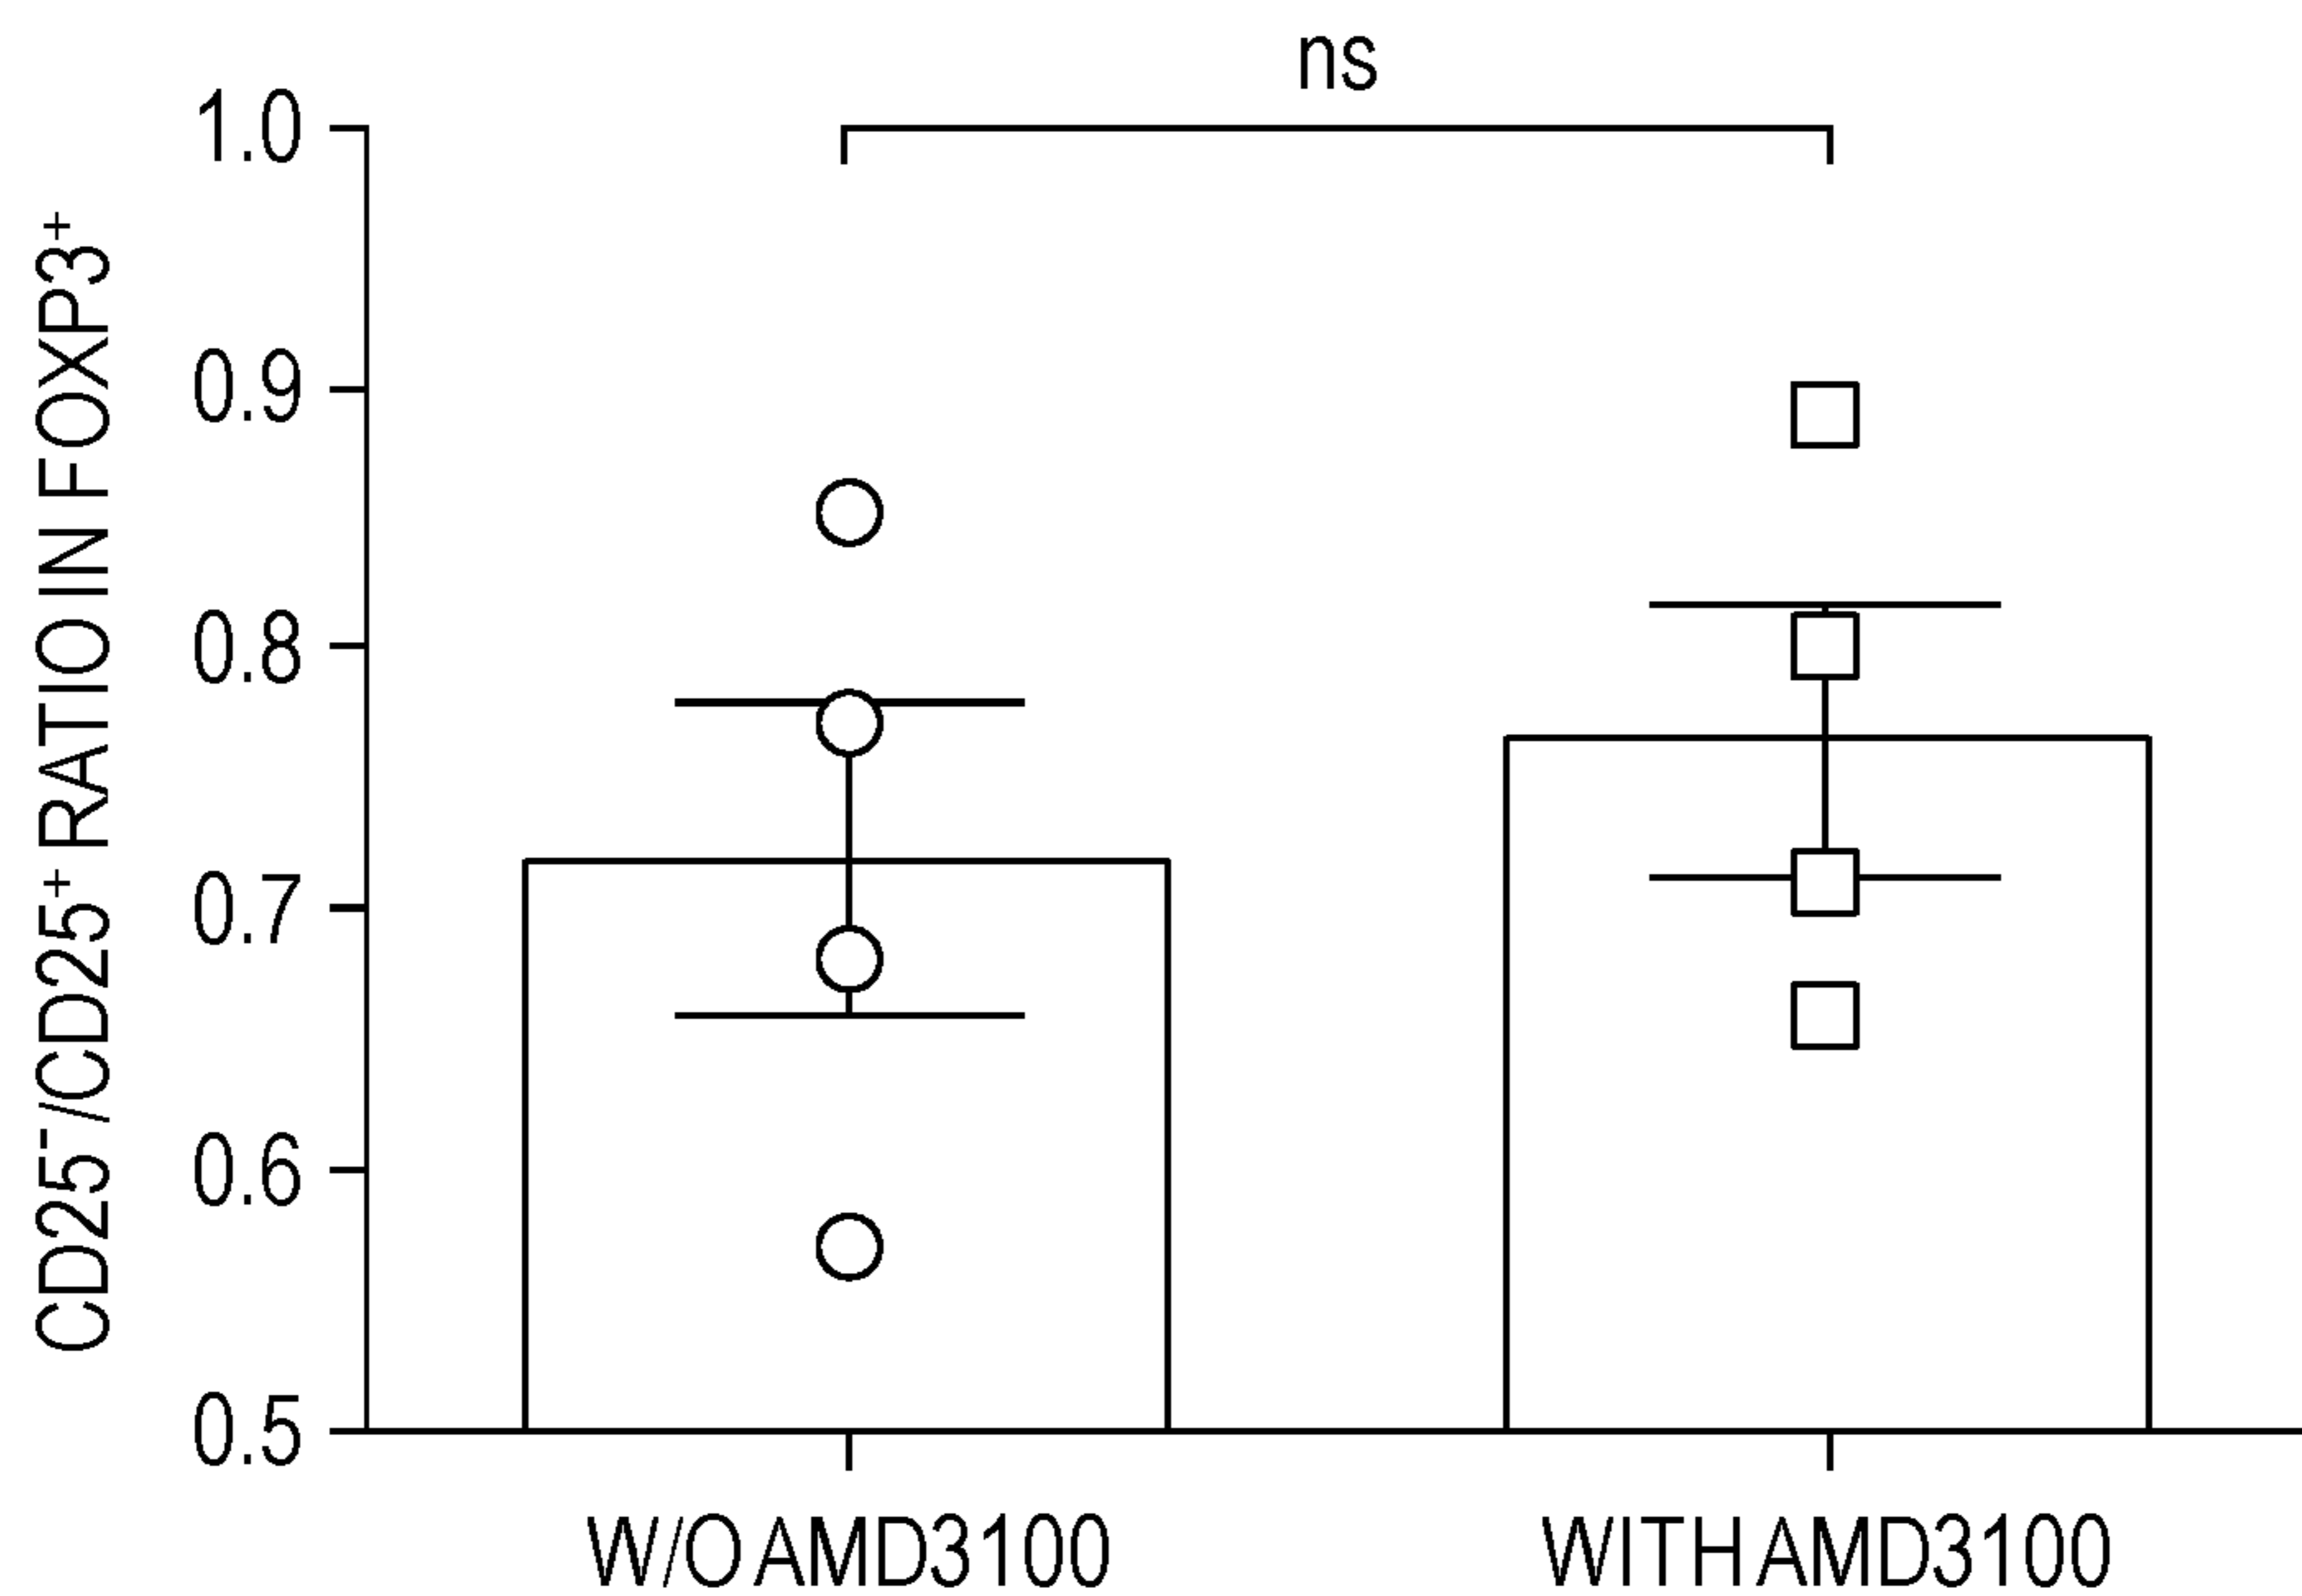 ns
1.0
0.9
0.8
0.7
0.6
0.5
CD25⁻/CD25⁺ RATIO IN FOXP3⁺
W/O AMD3100
WITH AMD3100